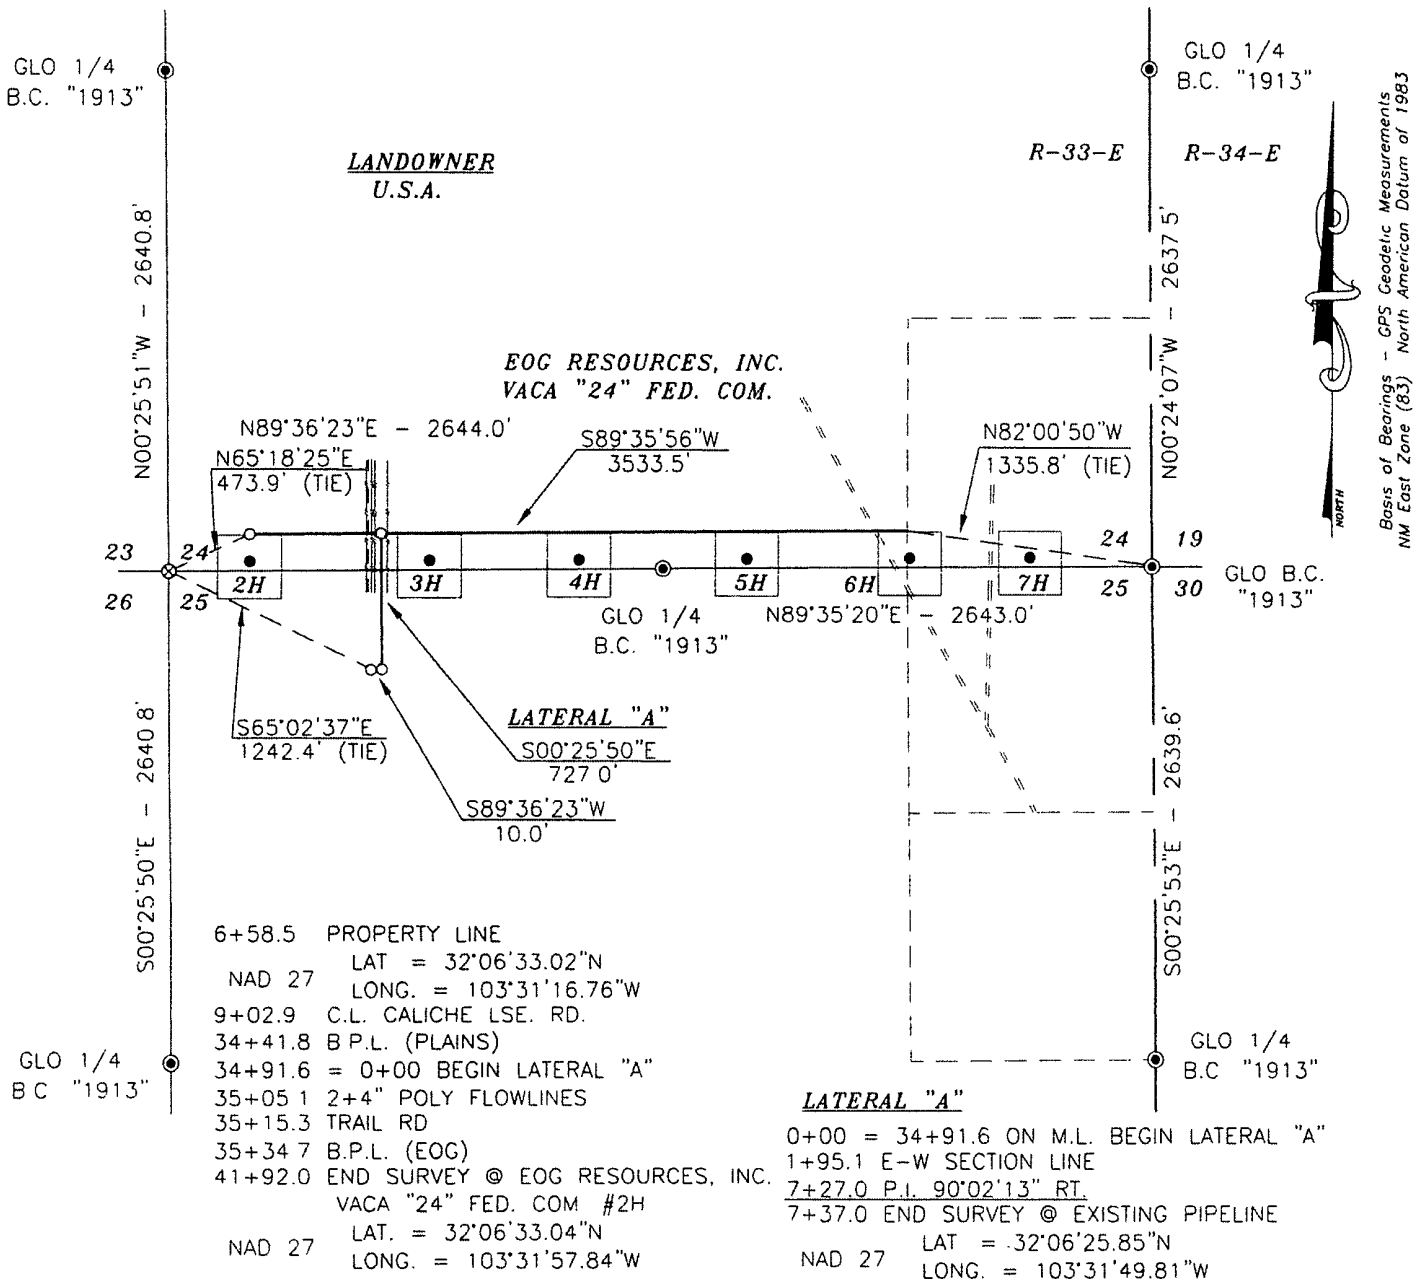 GLO 1/4
B.C. "1913"
GLO 1/4
B.C. "1913"
R-33-E
R-34-E
LANDOWNER
U.S.A.
N00°25'51"W - 2640.8'
N00°24'07"W - 2637 5'
Basis of Bearings - GPS Geodetic Measurements
NM East Zone (83) North American Datum of 1983
NORTH
EOG RESOURCES, INC.
VACA "24" FED. COM.
N89°36'23"E - 2644.0'
N65°18'25"E
473.9' (TIE)
S89°35'56"W
3533.5'
N82°00'50"W
1335.8' (TIE)
23
24
24
19
26
25
25
30
2H
3H
4H
5H
6H
7H
GLO B.C.
"1913"
GLO 1/4
B.C. "1913"
N89°35'20"E - 2643.0'
S65°02'37"E
1242.4' (TIE)
LATERAL "A"
S00°25'50"E
727 0'
S89°36'23"W
10.0'
S00°25'50"E - 2640 8'
S00°25'53"E - 2639.6'
6+58.5 PROPERTY LINE
LAT = 32°06'33.02"N
NAD 27
LONG. = 103°31'16.76"W
9+02.9 C.L. CALICHE LSE. RD.
34+41.8 B P.L. (PLAINS)
34+91.6 = 0+00 BEGIN LATERAL "A"
35+05 1 2+4" POLY FLOWLINES
35+15.3 TRAIL RD
35+34 7 B.P.L. (EOG)
41+92.0 END SURVEY @ EOG RESOURCES, INC.
VACA "24" FED. COM #2H
LAT. = 32°06'33.04"N
NAD 27
LONG. = 103°31'57.84"W
GLO 1/4
B C "1913"
GLO 1/4
B.C "1913"
LATERAL "A"
0+00 = 34+91.6 ON M.L. BEGIN LATERAL "A"
1+95.1 E-W SECTION LINE
7+27.0 P.I. 90°02'13" RT.
7+37.0 END SURVEY @ EXISTING PIPELINE
LAT = 32°06'25.85"N
NAD 27
LONG. = 103°31'49.81"W